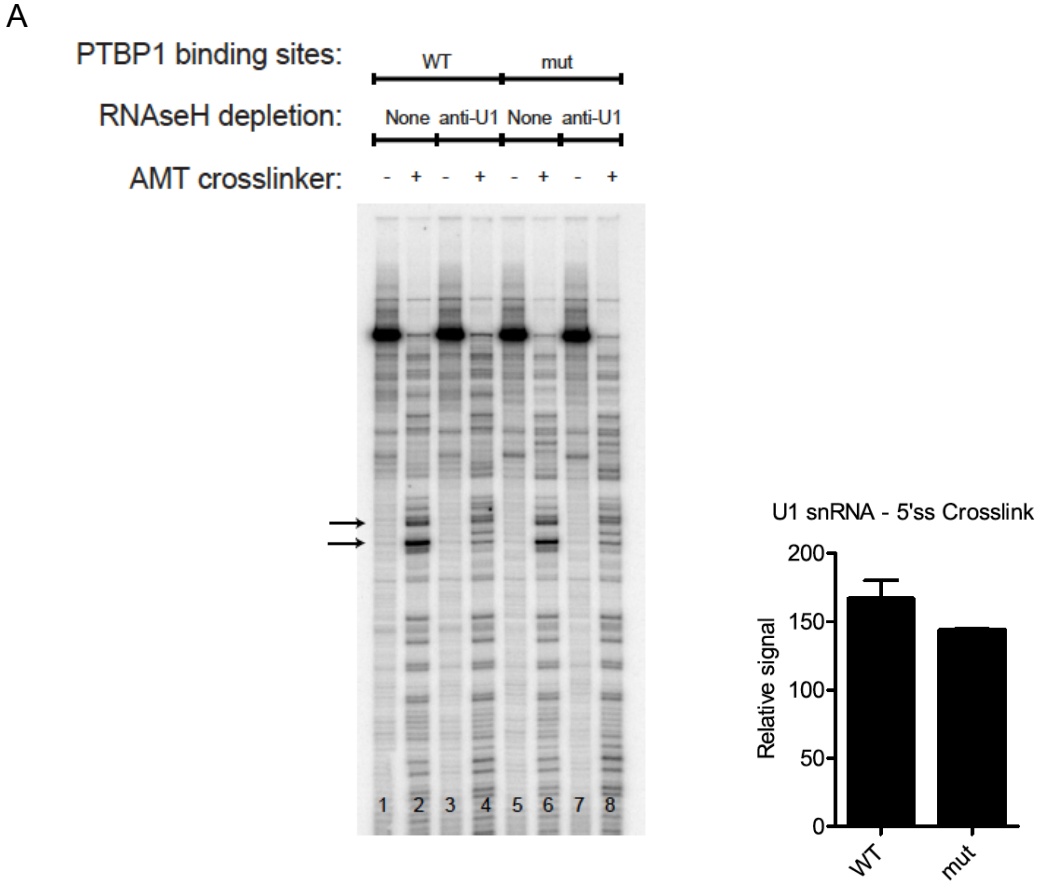 A
PTBP1 binding sites: WT mut
RNAseH depletion: None anti-U1 None anti-U1
AMT crosslinker: - + - + - + - +
1 2 3 4 5 6 7 8
U1 snRNA - 5'ss Crosslink
Relative signal
200
150
100
50
0
WT mut